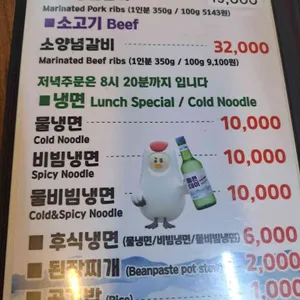 Marinated Pork ribs (1인분 350g / 100g 5143원)
■ 소고기 Beef
소양념갈비 32,000
Marinated Beef ribs (1인분 350g / 100g 9,100원)
저녁주문은 8시 20분까지 입니다
■ 냉면 Lunch Special / Cold Noodle
물냉면 10,000
Cold Noodle
비빔냉면 10,000
Spicy Noodle
물비빔냉면 10,000
Cold&Spicy Noodle
■ 후식냉면 (물냉면/비빔냉면/물비빔냉면) 6,000
■ 된장찌개 (Beanpaste pot stew) 2,000
(Rice) 1,000